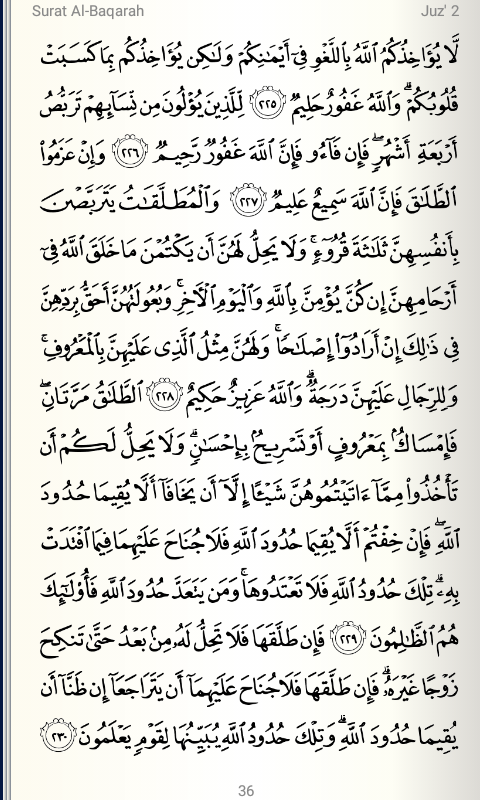 Surat Al-Baqarah
Juz' 2
لَّا يُؤَاخِذُكُمُ ٱللَّهُ بِٱللَّغْوِ فِىٓ أَيْمَـٰنِكُمْ وَلَـٰكِن يُؤَاخِذُكُم بِمَا كَسَبَتْ
قُلُوبُكُمْ ۗ وَٱللَّهُ غَفُورٌ حَلِيمٌ ٢٢٥ لِّلَّذِينَ يُؤْلُونَ مِن نِّسَآئِهِمْ تَرَبُّصُ
أَرْبَعَةِ أَشْهُرٍ ۖ فَإِن فَآءُو فَإِنَّ ٱللَّهَ غَفُورٌ رَّحِيمٌ ٢٢٦ وَإِنْ عَزَمُوا۟
ٱلطَّلَـٰقَ فَإِنَّ ٱللَّهَ سَمِيعٌ عَلِيمٌ ٢٢٧ وَٱلْمُطَلَّقَـٰتُ يَتَرَبَّصْنَ
بِأَنفُسِهِنَّ ثَلَـٰثَةَ قُرُوٓءٍ ۚ وَلَا يَحِلُّ لَهُنَّ أَن يَكْتُمْنَ مَا خَلَقَ ٱللَّهُ فِىٓ
أَرْحَامِهِنَّ إِن كُنَّ يُؤْمِنَّ بِٱللَّهِ وَٱلْيَوْمِ ٱلْـَٔاخِرِ ۚ وَبُعُولَتُهُنَّ أَحَقُّ بِرَدِّهِنَّ
فِى ذَٰلِكَ إِنْ أَرَادُوٓا۟ إِصْلَـٰحًا ۚ وَلَهُنَّ مِثْلُ ٱلَّذِى عَلَيْهِنَّ بِٱلْمَعْرُوفِ ۚ
وَلِلرِّجَالِ عَلَيْهِنَّ دَرَجَةٌ ۗ وَٱللَّهُ عَزِيزٌ حَكِيمٌ ٢٢٨ ٱلطَّلَـٰقُ مَرَّتَانِ ۖ
فَإِمْسَاكٌۢ بِمَعْرُوفٍ أَوْ تَسْرِيحٌۢ بِإِحْسَـٰنٍ ۗ وَلَا يَحِلُّ لَكُمْ أَن
تَأْخُذُوا۟ مِمَّآ ءَاتَيْتُمُوهُنَّ شَيْـًٔا إِلَّآ أَن يَخَافَآ أَلَّا يُقِيمَا حُدُودَ
ٱللَّهِ ۖ فَإِنْ خِفْتُمْ أَلَّا يُقِيمَا حُدُودَ ٱللَّهِ فَلَا جُنَاحَ عَلَيْهِمَا فِيمَا ٱفْتَدَتْ
بِهِۦ ۗ تِلْكَ حُدُودُ ٱللَّهِ فَلَا تَعْتَدُوهَا ۚ وَمَن يَتَعَدَّ حُدُودَ ٱللَّهِ فَأُو۟لَـٰٓئِكَ
هُمُ ٱلظَّـٰلِمُونَ ٢٢٩ فَإِن طَلَّقَهَا فَلَا تَحِلُّ لَهُۥ مِنۢ بَعْدُ حَتَّىٰ تَنكِحَ
زَوْجًا غَيْرَهُۥ ۗ فَإِن طَلَّقَهَا فَلَا جُنَاحَ عَلَيْهِمَآ أَن يَتَرَاجَعَآ إِن ظَنَّآ أَن
يُقِيمَا حُدُودَ ٱللَّهِ ۗ وَتِلْكَ حُدُودُ ٱللَّهِ يُبَيِّنُهَا لِقَوْمٍ يَعْلَمُونَ ٢٣٠
36